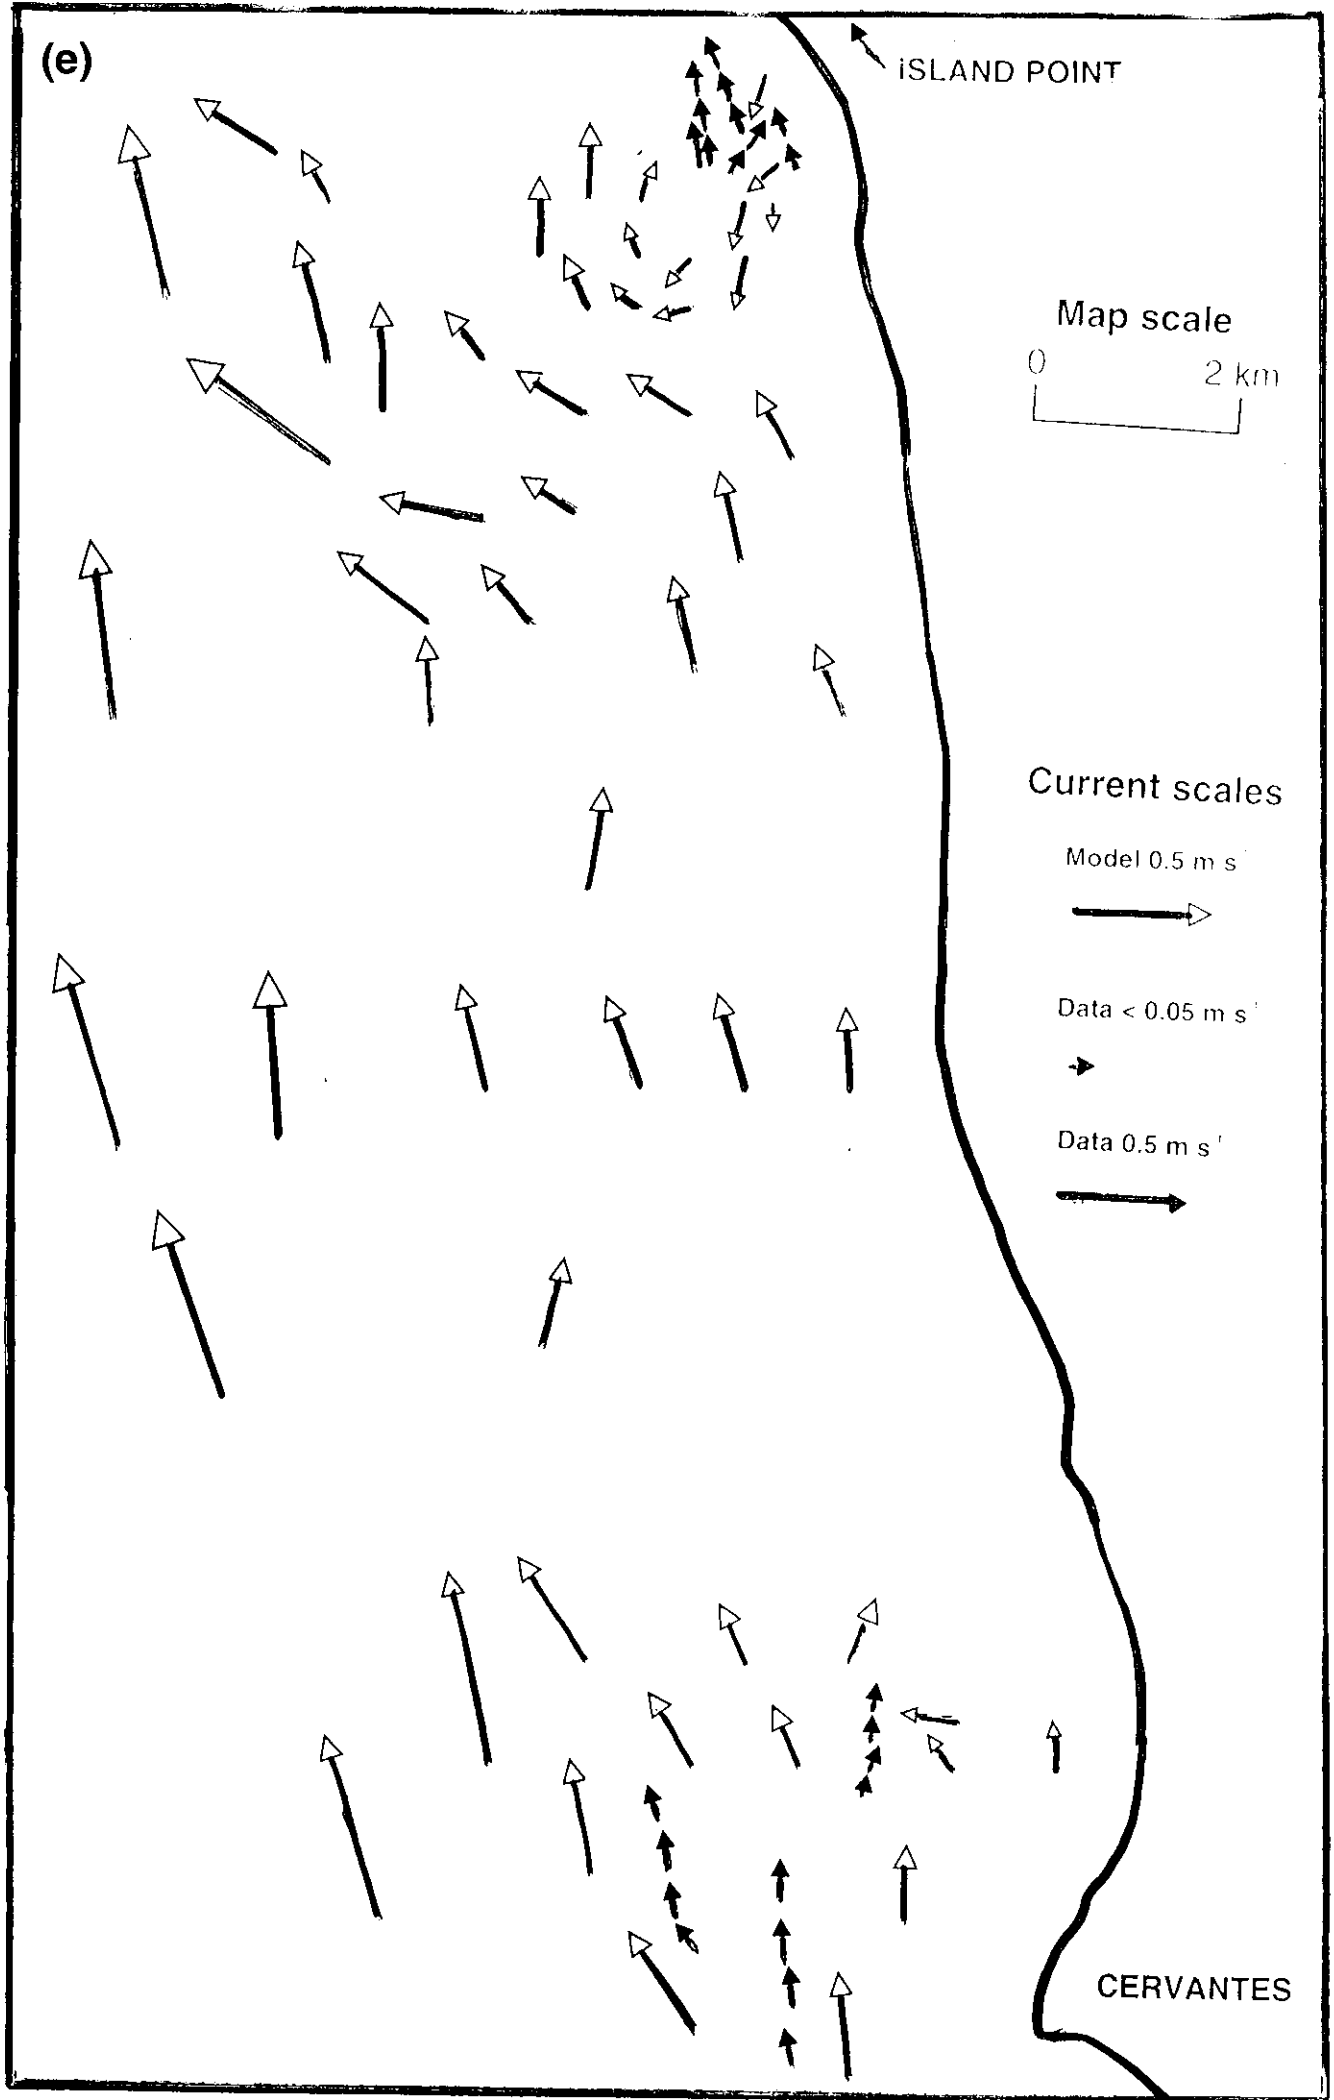 (e)
iSLAND POINT
Map scale
0 2 km
Current scales
Model 0.5 m s
Data < 0.05 m s
Data 0.5 m s
CERVANTES